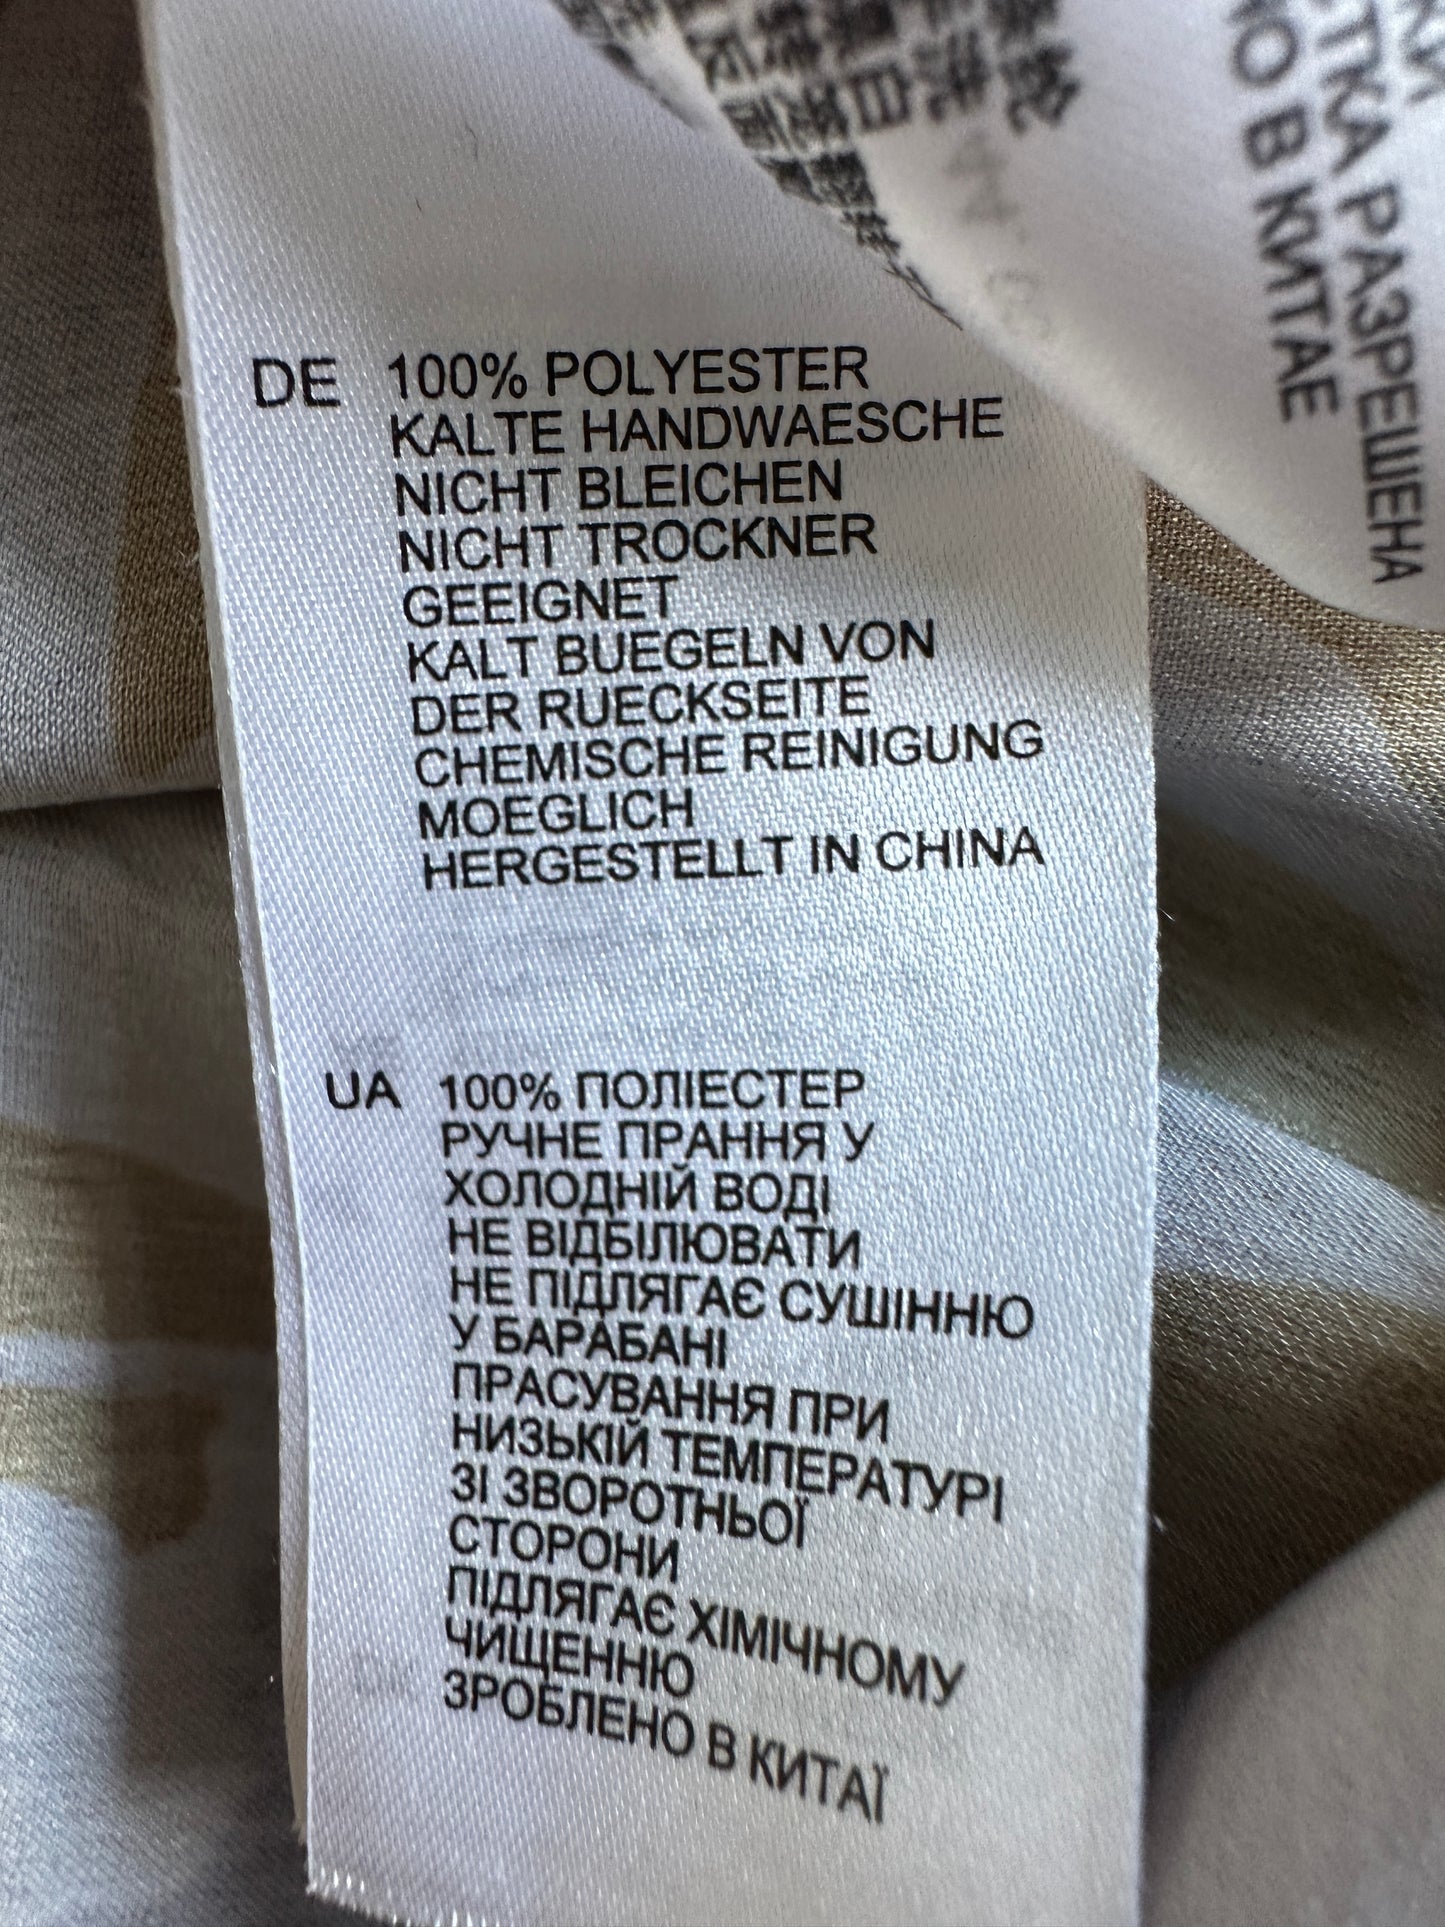 DE 100% POLYESTER
KALTE HANDWAESCHE
NICHT BLEICHEN
NICHT TROCKNER
GEEIGNET
KALT BUEGELN VON
DER RUECKSEITE
CHEMISCHE REINIGUNG
MOEGLICH
HERGESTELLT IN CHINA
UA 100% ПОЛІЕСТЕР
РУЧНЕ ПРАННЯ У
ХОЛОДНІЙ ВОДІ
НЕ ВІДБІЛЮВАТИ
НЕ ПІДЛЯГАЄ СУШІННЮ
У БАРАБАНІ
ПРАСУВАННЯ ПРИ
НИЗЬКІЙ ТЕМПЕРАТУРІ
ЗІ ЗВОРОТНЬОЇ
СТОРОНИ
ПІДЛЯГАЄ ХІМІЧНОМУ
ЧИЩЕННЮ
ЗРОБЛЕНО В КИТАЇ
РАЗРЕШЕНА
В КИТАЕ